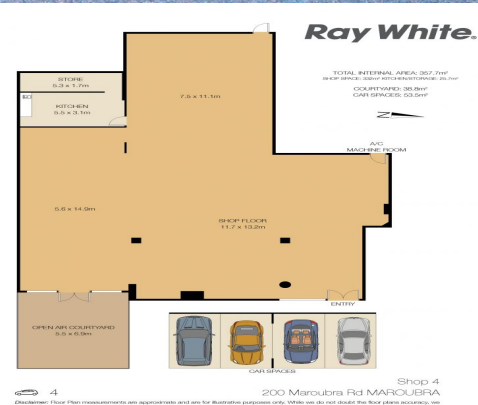 Ray White.
TOTAL INTERNAL AREA: 357.7m²
SHOP SPACE: 332m² KITCHEN/STORAGE: 25.7m²
COURTYARD: 36.8m²
CAR SPACES: 53.5m²
Z
STORE
5.3 x 1.7m
KITCHEN
5.5 x 3.1m
7.5 x 11.1m
A/C
MACHINE ROOM
5.6 x 14.9m
SHOP FLOOR
11.7 x 13.2m
ENTRY
OPEN AIR COURTYARD
5.5 x 6.9m
CAR SPACES
4
Shop 4
200 Maroubra Rd MAROUBRA
Disclaimer: Floor Plan measurements are approximate and are for illustrative purposes only. While we do not doubt the floor plans accuracy, we